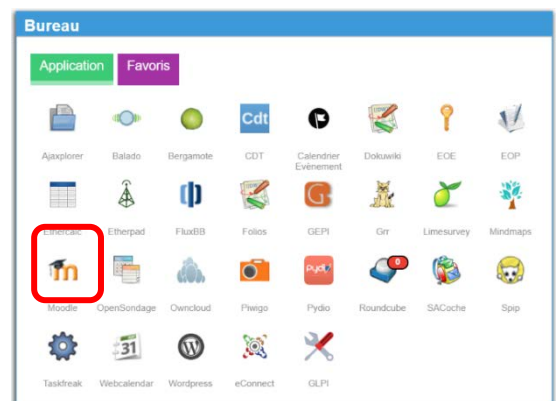 Bureau
Application Favoris
Cdt
Ajaxplorer Balado Bergamote CDT Calendrier Evènement Dokuwiki EOE EOP
G
Ethercalc Etherpad FluxBB Folios GEPI Grr Limesurvey Mindmaps
m Pydio 0
Moodle OpenSondage Owncloud Piwigo Pydio Roundcube SACoche Spip
31 W
Taskfreak Webcalendar Wordpress eConnect GLPI